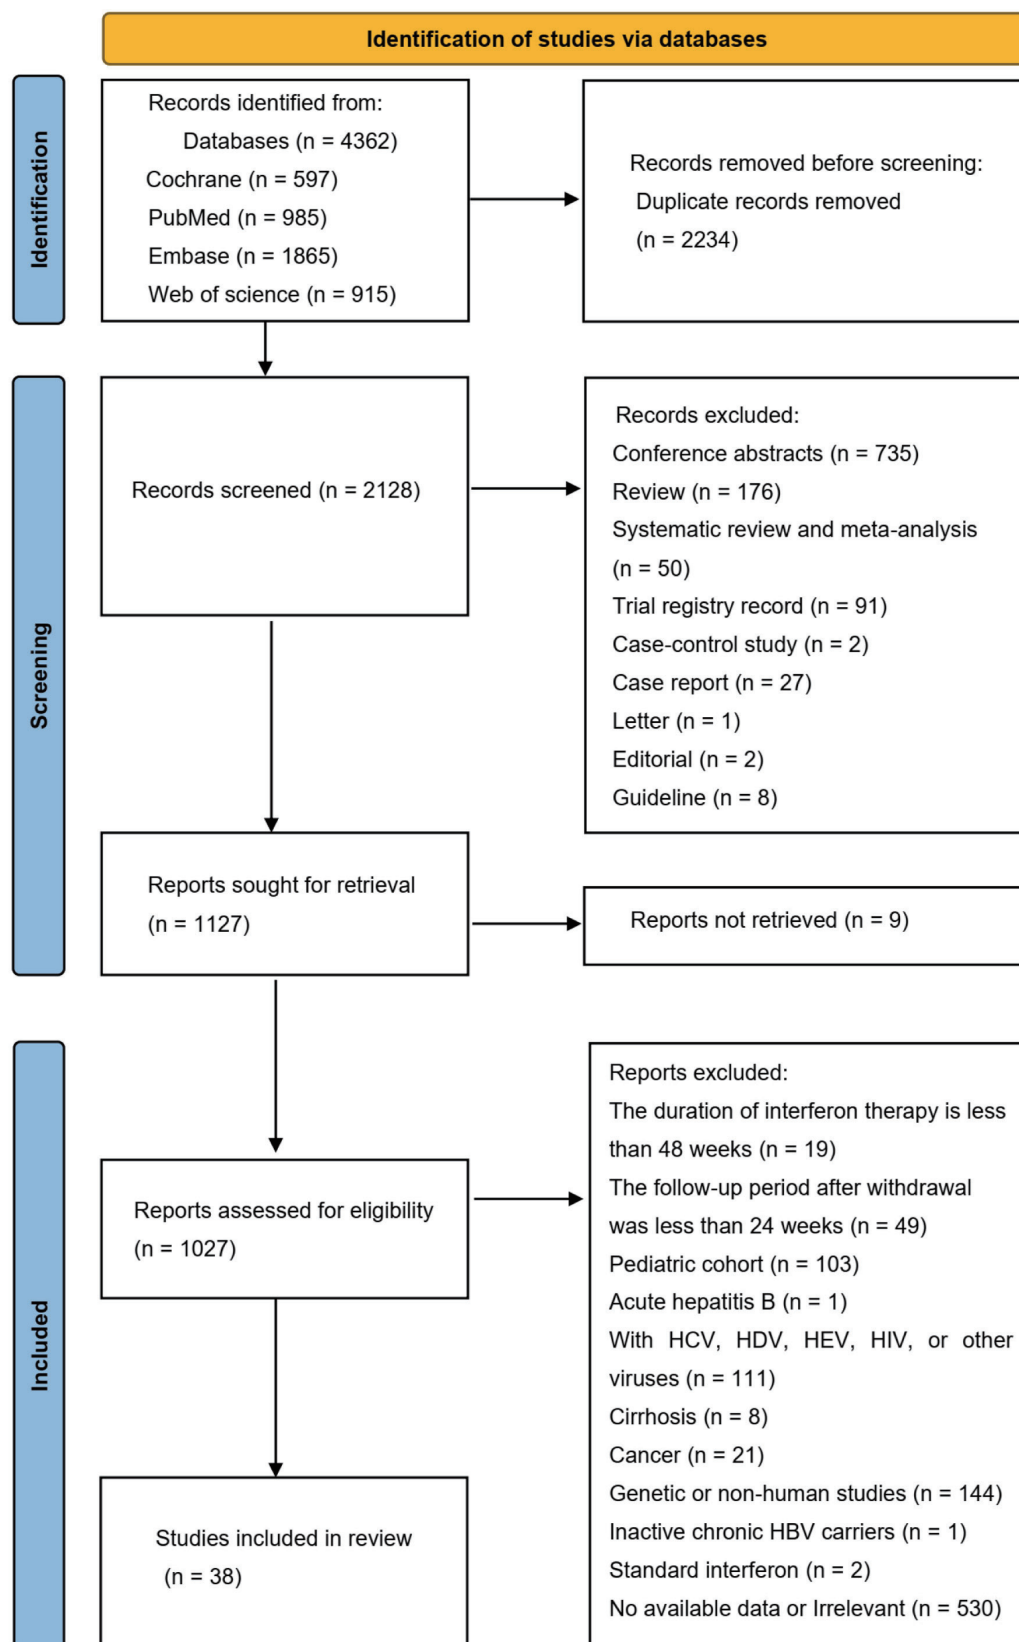 Identification of studies via databases
Identification
Records identified from:
Databases (n = 4362)
Cochrane (n = 597)
PubMed (n = 985)
Embase (n = 1865)
Web of science (n = 915)
Records removed before screening:
Duplicate records removed
(n = 2234)
Screening
Records screened (n = 2128)
Records excluded:
Conference abstracts (n = 735)
Review (n = 176)
Systematic review and meta-analysis
(n = 50)
Trial registry record (n = 91)
Case-control study (n = 2)
Case report (n = 27)
Letter (n = 1)
Editorial (n = 2)
Guideline (n = 8)
Reports sought for retrieval
(n = 1127)
Reports not retrieved (n = 9)
Included
Reports assessed for eligibility
(n = 1027)
Reports excluded:
The duration of interferon therapy is less
than 48 weeks (n = 19)
The follow-up period after withdrawal
was less than 24 weeks (n = 49)
Pediatric cohort (n = 103)
Acute hepatitis B (n = 1)
With HCV, HDV, HEV, HIV, or other
viruses (n = 111)
Cirrhosis (n = 8)
Cancer (n = 21)
Genetic or non-human studies (n = 144)
Inactive chronic HBV carriers (n = 1)
Standard interferon (n = 2)
No available data or Irrelevant (n = 530)
Studies included in review
(n = 38)